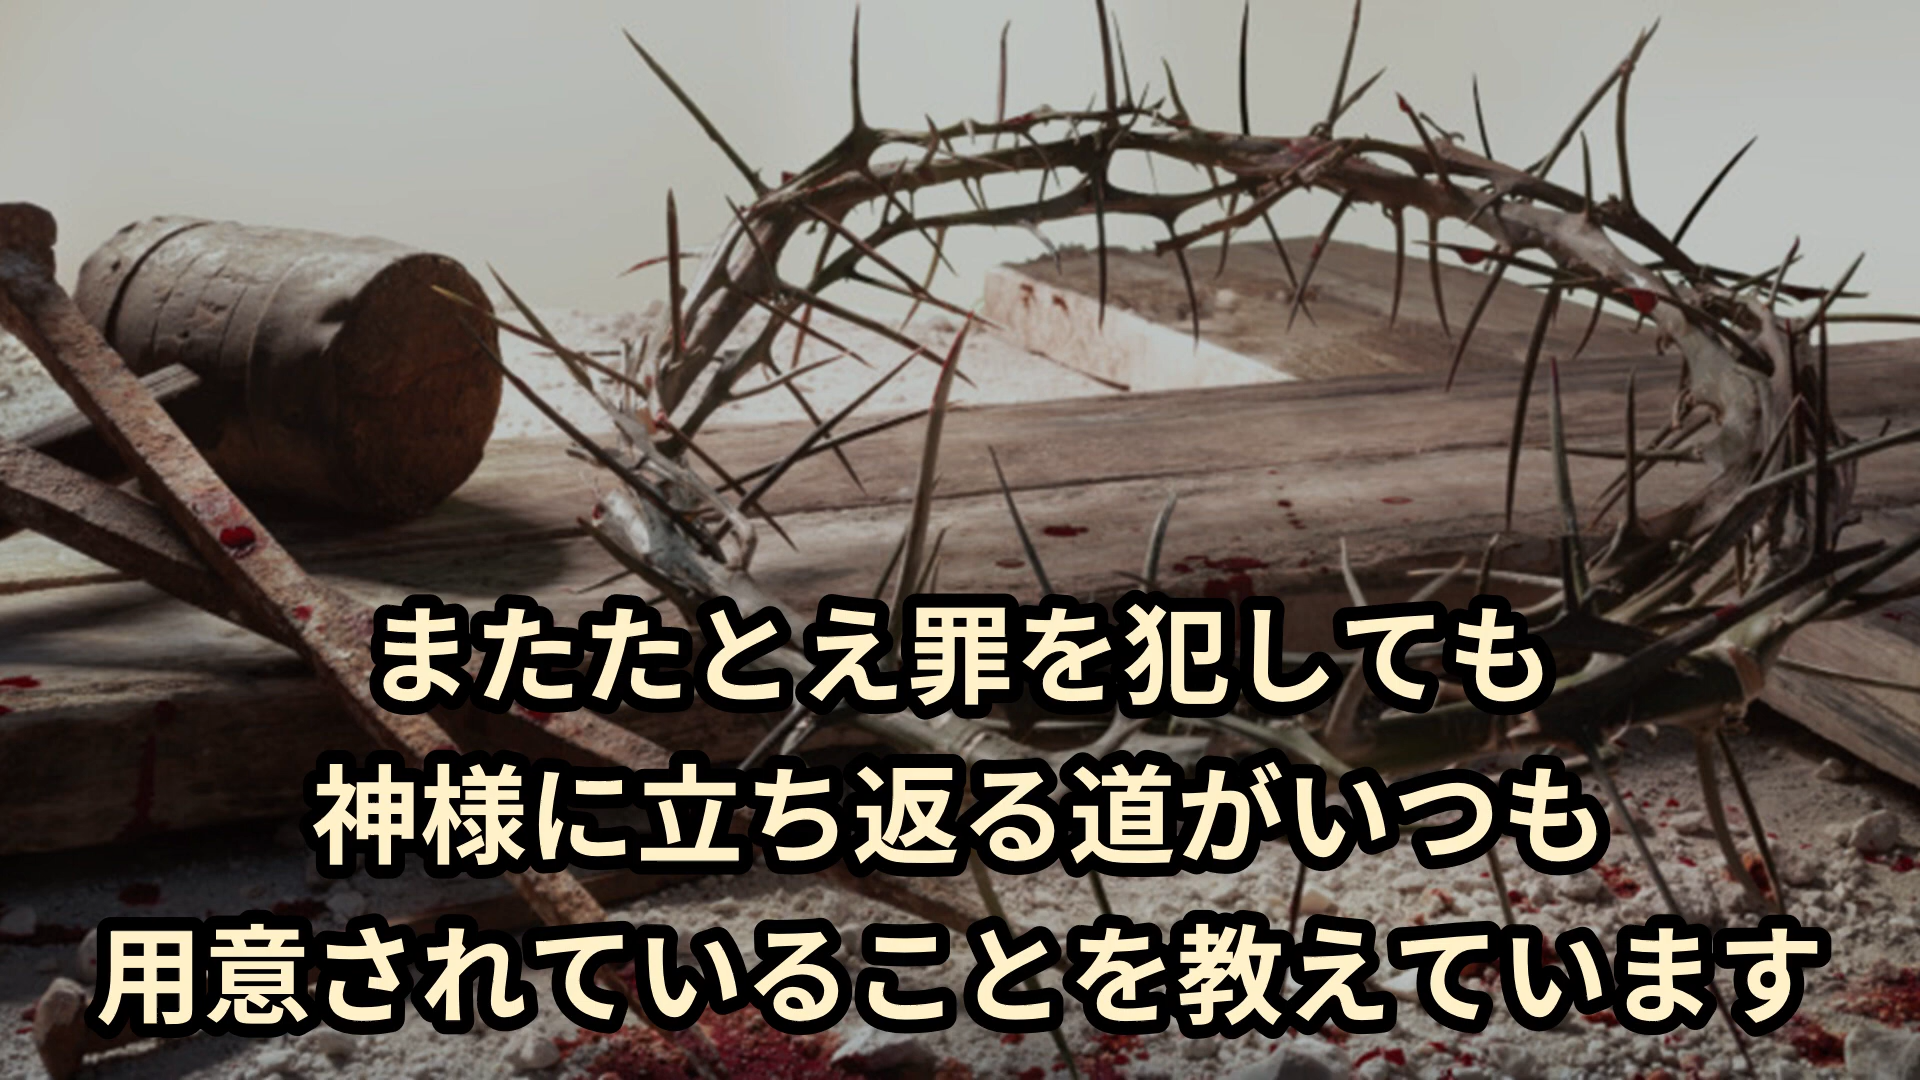 またたとえ罪を犯しても
神様に立ち返る道がいつも
用意されていることを教えています